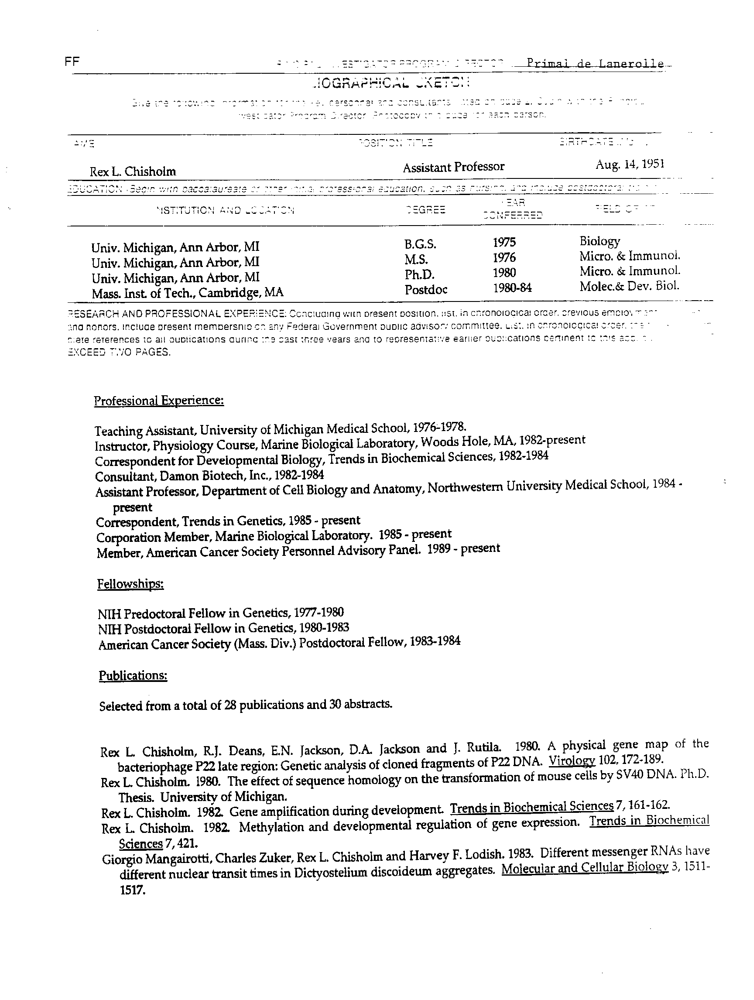 FF
Primal de Lanerolle
BIOGRAPHICAL SKETCH
Give the following information for the key personnel and consultants listed on page 2. Begin with the Principal
Investigator/Program Director. Photocopy this page for each person.
NAME POSITION TITLE BIRTHDATE
Rex L. Chisholm Assistant Professor Aug. 14, 1951
EDUCATION (Begin with baccalaureate or other initial professional education, such as nursing, and include postdoctoral
INSTITUTION AND LOCATION DEGREE YEAR CONFERRED FIELD OF
Univ. Michigan, Ann Arbor, MI B.G.S. 1975 Biology
Univ. Michigan, Ann Arbor, MI M.S. 1976 Micro. & Immunol.
Univ. Michigan, Ann Arbor, MI Ph.D. 1980 Micro. & Immunol.
Mass. Inst. of Tech., Cambridge, MA Postdoc 1980-84 Molec.& Dev. Biol.
RESEARCH AND PROFESSIONAL EXPERIENCE: Concluding with present position, list, in chronological order, previous employment
and honors. Include present membership on any Federal Government public advisory committee. List, in chronological order, the
references to all publications during the past three years and to representative earlier publications pertinent to this
EXCEED TWO PAGES.
Professional Experience:
Teaching Assistant, University of Michigan Medical School, 1976-1978.
Instructor, Physiology Course, Marine Biological Laboratory, Woods Hole, MA, 1982-present
Correspondent for Developmental Biology, Trends in Biochemical Sciences, 1982-1984
Consultant, Damon Biotech, Inc., 1982-1984
Assistant Professor, Department of Cell Biology and Anatomy, Northwestern University Medical School, 1984 -
present
Correspondent, Trends in Genetics, 1985 - present
Corporation Member, Marine Biological Laboratory. 1985 - present
Member, American Cancer Society Personnel Advisory Panel. 1989 - present
Fellowships:
NIH Predoctoral Fellow in Genetics, 1977-1980
NIH Postdoctoral Fellow in Genetics, 1980-1983
American Cancer Society (Mass. Div.) Postdoctoral Fellow, 1983-1984
Publications:
Selected from a total of 28 publications and 30 abstracts.
Rex L. Chisholm, R.J. Deans, E.N. Jackson, D.A. Jackson and J. Rutila. 1980. A physical gene map of the
bacteriophage P22 late region: Genetic analysis of cloned fragments of P22 DNA. Virology 102, 172-189.
Rex L. Chisholm. 1980. The effect of sequence homology on the transformation of mouse cells by SV40 DNA. Ph.D.
Thesis. University of Michigan.
Rex L. Chisholm. 1982. Gene amplification during development. Trends in Biochemical Sciences 7, 161-162.
Rex L. Chisholm. 1982. Methylation and developmental regulation of gene expression. Trends in Biochemical
Sciences 7, 421.
Giorgio Mangairotti, Charles Zuker, Rex L. Chisholm and Harvey F. Lodish. 1983. Different messenger RNAs have
different nuclear transit times in Dictyostelium discoideum aggregates. Molecular and Cellular Biology 3, 1511-
1517.